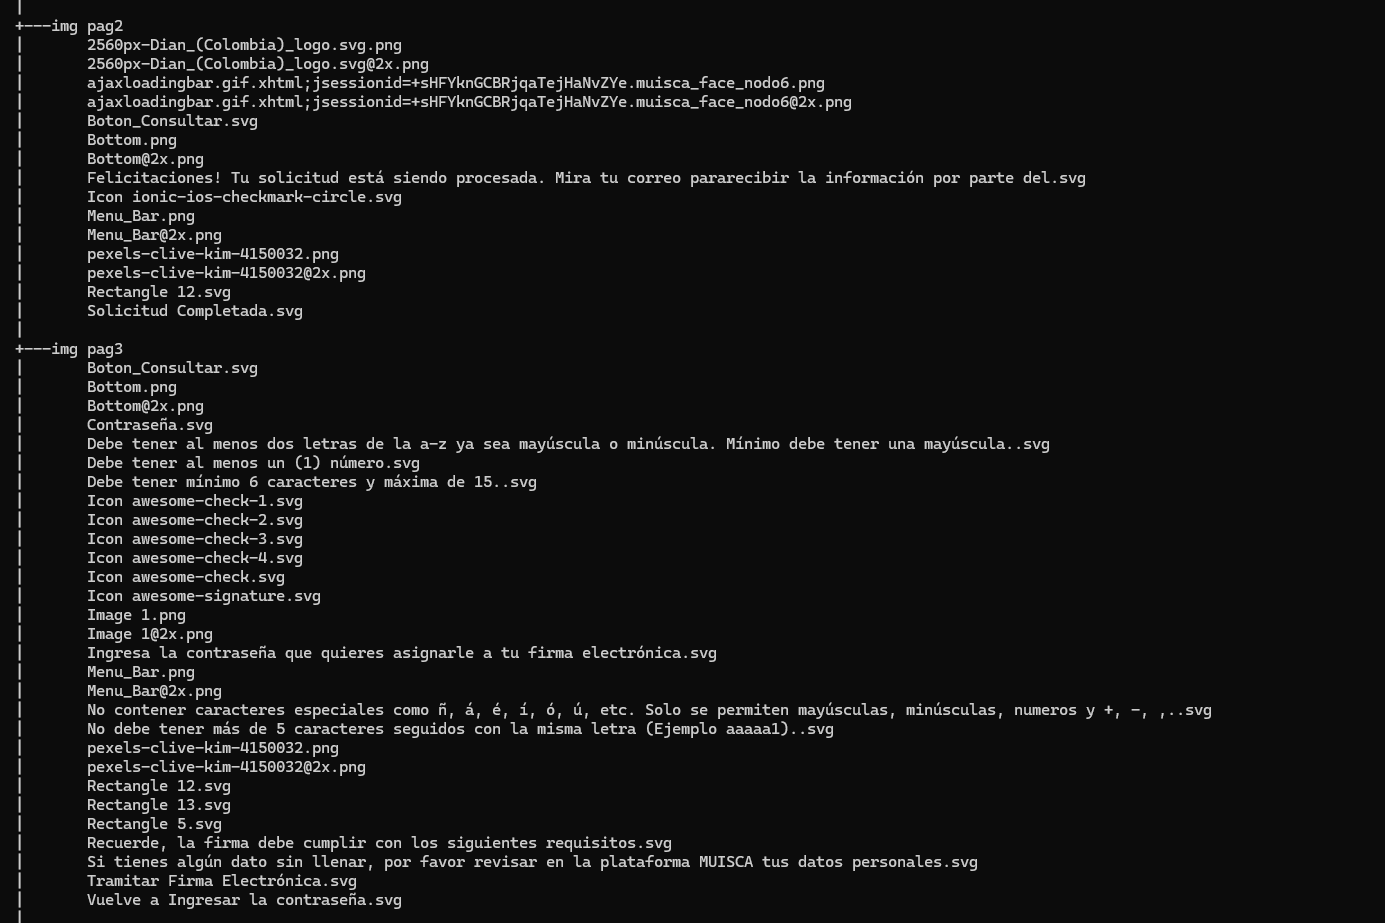 |
+---img pag2
|       2560px-Dian_(Colombia)_logo.svg.png
|       2560px-Dian_(Colombia)_logo.svg@2x.png
|       ajaxloadingbar.gif.xhtml;jsessionid=+sHFYknGCBRjqaTejHaNvZYe.muisca_face_nodo6.png
|       ajaxloadingbar.gif.xhtml;jsessionid=+sHFYknGCBRjqaTejHaNvZYe.muisca_face_nodo6@2x.png
|       Boton_Consultar.svg
|       Bottom.png
|       Bottom@2x.png
|       Felicitaciones! Tu solicitud está siendo procesada. Mira tu correo pararecibir la información por parte del.svg
|       Icon ionic-ios-checkmark-circle.svg
|       Menu_Bar.png
|       Menu_Bar@2x.png
|       pexels-clive-kim-4150032.png
|       pexels-clive-kim-4150032@2x.png
|       Rectangle 12.svg
|       Solicitud Completada.svg
|
+---img pag3
|       Boton_Consultar.svg
|       Bottom.png
|       Bottom@2x.png
|       Contraseña.svg
|       Debe tener al menos dos letras de la a-z ya sea mayúscula o minúscula. Mínimo debe tener una mayúscula..svg
|       Debe tener al menos un (1) número.svg
|       Debe tener mínimo 6 caracteres y máxima de 15..svg
|       Icon awesome-check-1.svg
|       Icon awesome-check-2.svg
|       Icon awesome-check-3.svg
|       Icon awesome-check-4.svg
|       Icon awesome-check.svg
|       Icon awesome-signature.svg
|       Image 1.png
|       Image 1@2x.png
|       Ingresa la contraseña que quieres asignarle a tu firma electrónica.svg
|       Menu_Bar.png
|       Menu_Bar@2x.png
|       No contener caracteres especiales como ñ, á, é, í, ó, ú, etc. Solo se permiten mayúsculas, minúsculas, numeros y +, -, ,..svg
|       No debe tener más de 5 caracteres seguidos con la misma letra (Ejemplo aaaaa1)..svg
|       pexels-clive-kim-4150032.png
|       pexels-clive-kim-4150032@2x.png
|       Rectangle 12.svg
|       Rectangle 13.svg
|       Rectangle 5.svg
|       Recuerde, la firma debe cumplir con los siguientes requisitos.svg
|       Si tienes algún dato sin llenar, por favor revisar en la plataforma MUISCA tus datos personales.svg
|       Tramitar Firma Electrónica.svg
|       Vuelve a Ingresar la contraseña.svg
|